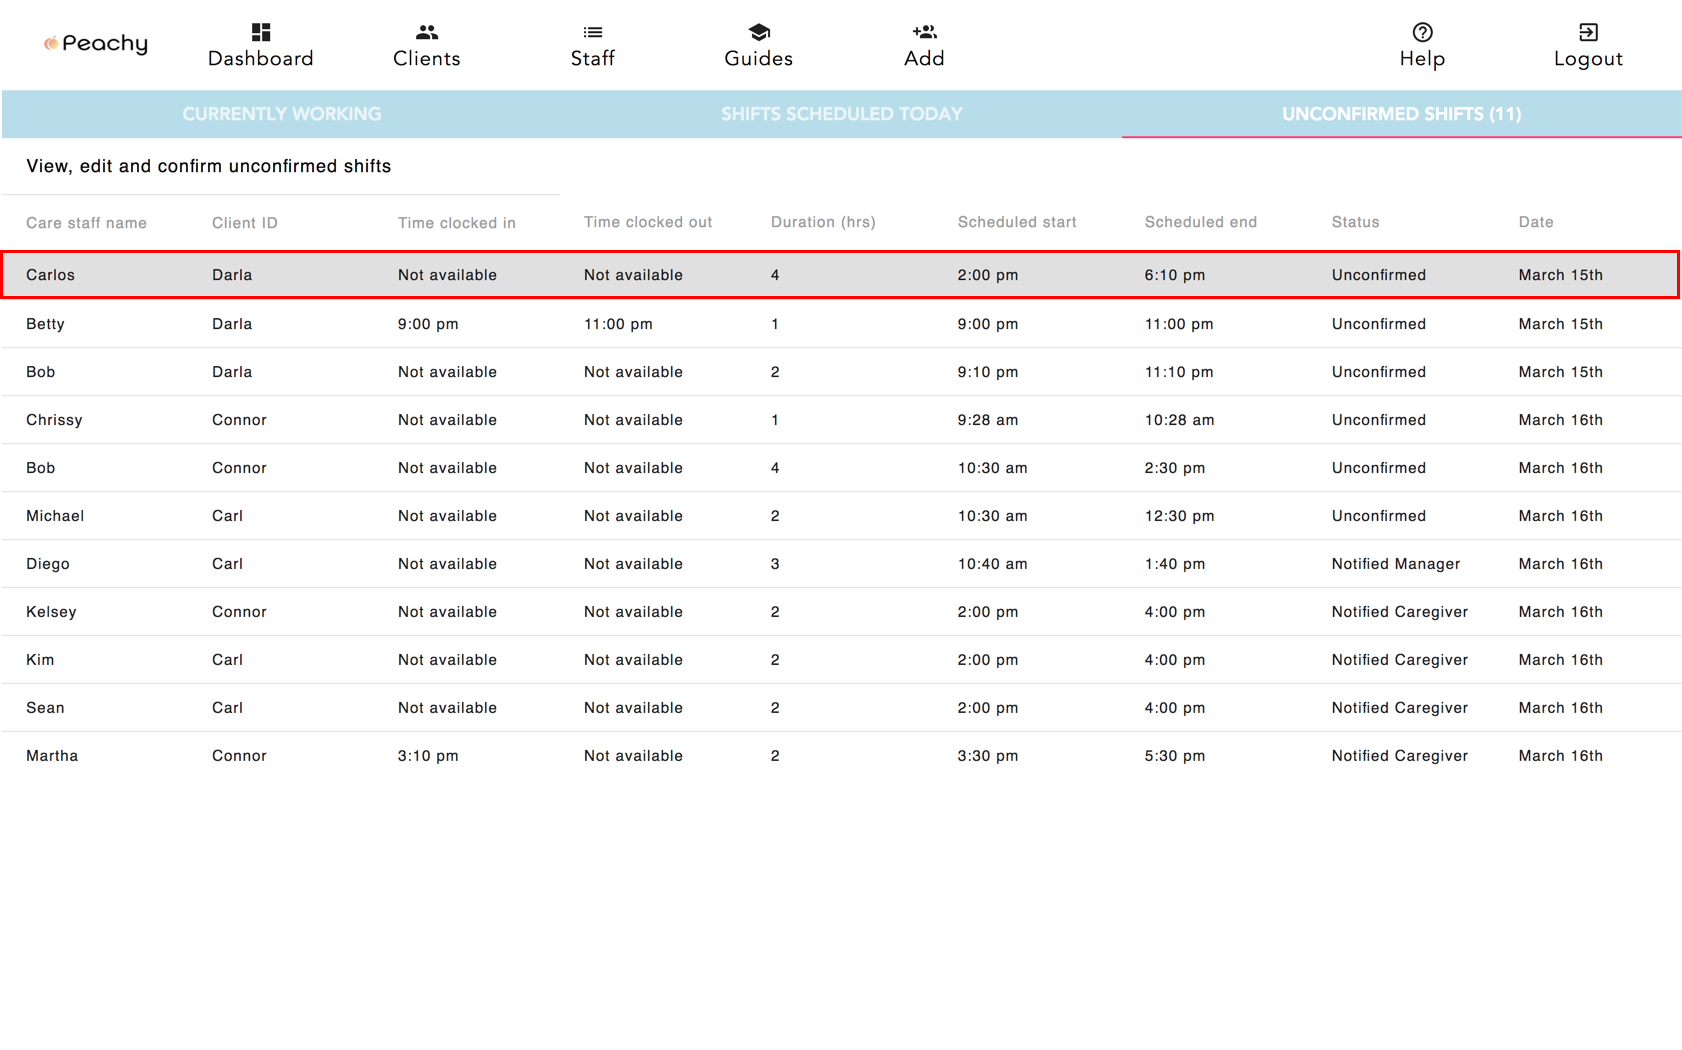 Peachy Dashboard Clients Staff Guides Add Help Logout
CURRENTLY WORKING SHIFTS SCHEDULED TODAY UNCONFIRMED SHIFTS (11)
View, edit and confirm unconfirmed shifts
Care staff name Client ID Time clocked in Time clocked out Duration (hrs) Scheduled start Scheduled end Status Date
Carlos Darla Not available Not available 4 2:00 pm 6:10 pm Unconfirmed March 15th
Betty Darla 9:00 pm 11:00 pm 1 9:00 pm 11:00 pm Unconfirmed March 15th
Bob Darla Not available Not available 2 9:10 pm 11:10 pm Unconfirmed March 15th
Chrissy Connor Not available Not available 1 9:28 am 10:28 am Unconfirmed March 16th
Bob Connor Not available Not available 4 10:30 am 2:30 pm Unconfirmed March 16th
Michael Carl Not available Not available 2 10:30 am 12:30 pm Unconfirmed March 16th
Diego Carl Not available Not available 3 10:40 am 1:40 pm Notified Manager March 16th
Kelsey Connor Not available Not available 2 2:00 pm 4:00 pm Notified Caregiver March 16th
Kim Carl Not available Not available 2 2:00 pm 4:00 pm Notified Caregiver March 16th
Sean Carl Not available Not available 2 2:00 pm 4:00 pm Notified Caregiver March 16th
Martha Connor 3:10 pm Not available 2 3:30 pm 5:30 pm Notified Caregiver March 16th